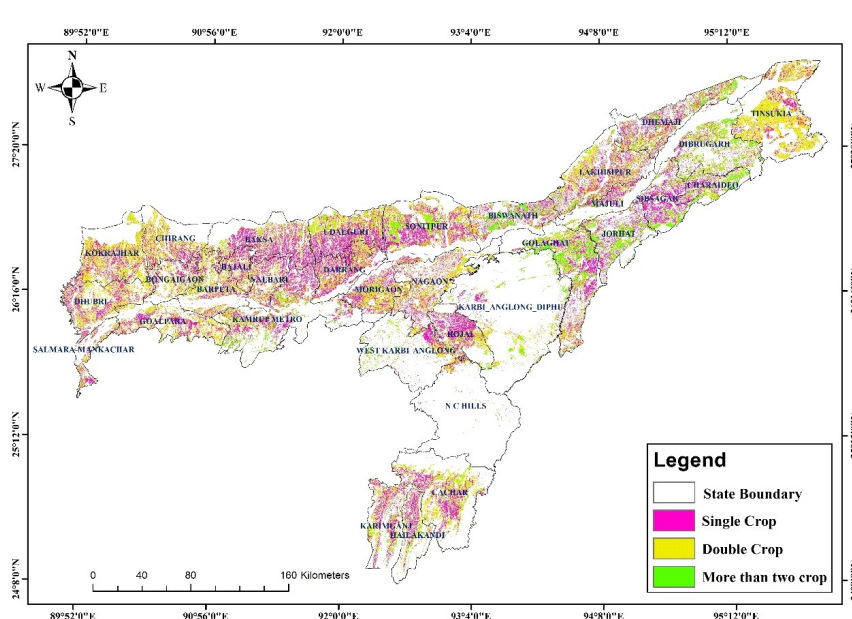 89°52'0"E 90°56'0"E 92°0'0"E 93°4'0"E 94°8'0"E 95°12'0"E
N
W E
S
27°20'0"N
26°16'0"N
25°12'0"N
24°8'0"N
TINSUKIA
DHEMAJI
DIBRUGARH
LAKHIMPUR
CHARAIDEO
SIBSAGAR
MAJULI
BISWANATH
SONITPUR
UDALGURI
JORHAT
BAKSA
CHIRANG
GOLAGHAT
KOKRAJHAR
BAJALI
DARRANG
BONGAIGAON
NALBARI
NAGAON
BARPETA
MORIGAON
DHUBRI
KARBI_ANGLONG_DIPHU
GOALPARA
KAMRUP METRO
HOJAI
SALMARA-MANKACHAR
WEST KARBI_ANGLONG
N C HILLS
CACHAR
KARIMGANJ
HAILAKANDI
Legend
State Boundary
Single Crop
Double Crop
More than two crop
0 40 80 160 Kilometers
89°52'0"E 90°56'0"E 92°0'0"E 93°4'0"E 94°8'0"E 95°12'0"E